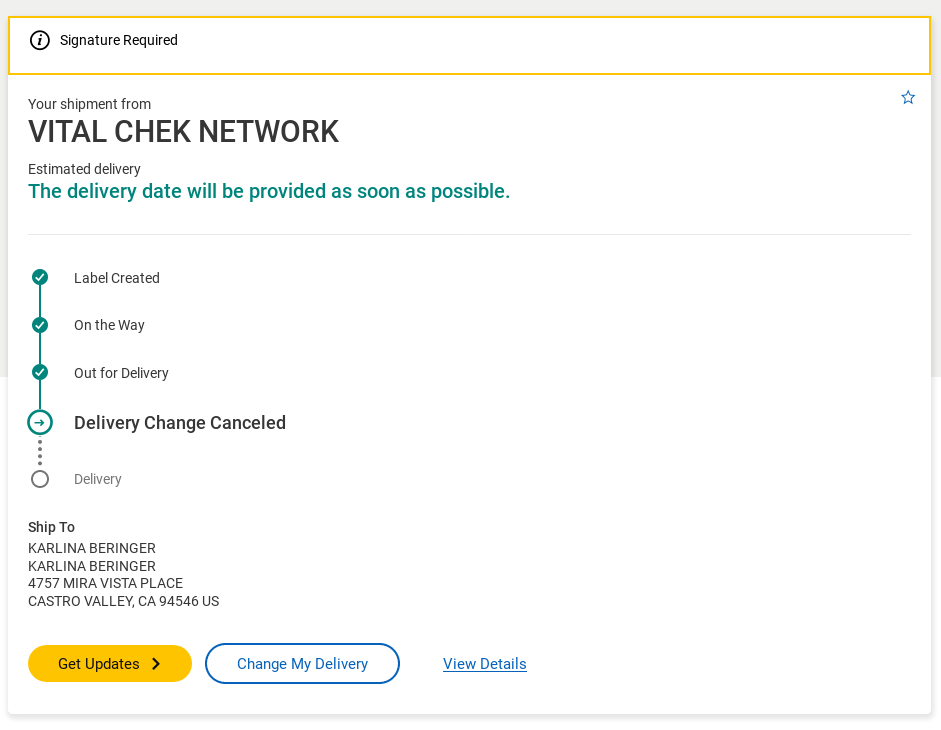 Signature Required
Your shipment from
VITAL CHEK NETWORK
Estimated delivery
The delivery date will be provided as soon as possible.
Label Created
On the Way
Out for Delivery
Delivery Change Canceled
Delivery
Ship To
KARLINA BERINGER
KARLINA BERINGER
4757 MIRA VISTA PLACE
CASTRO VALLEY, CA 94546 US
Get Updates
Change My Delivery
View Details